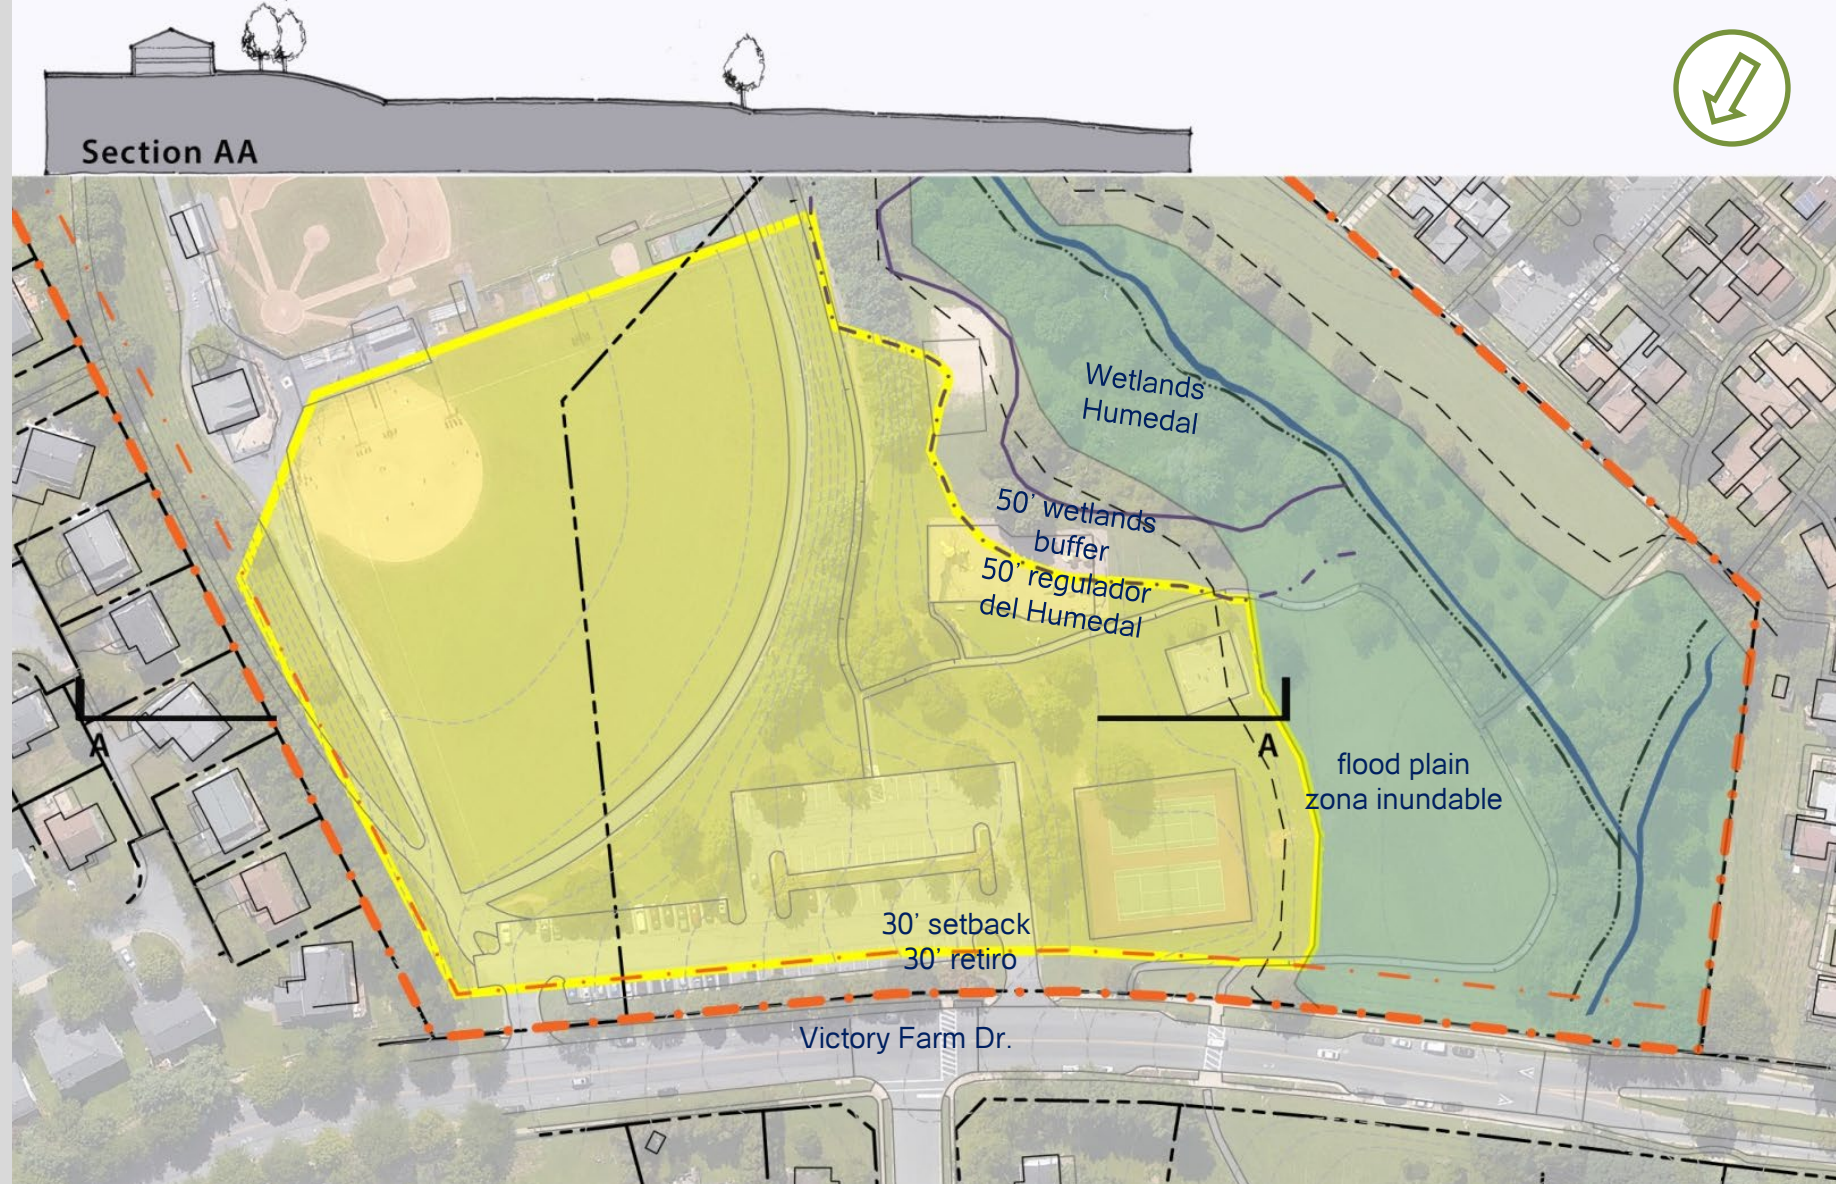 Section AA
Wetlands
Humedal
50' wetlands
buffer
50' regulador
del Humedal
A
A
flood plain
zona inundable
30' setback
30' retiro
Victory Farm Dr.